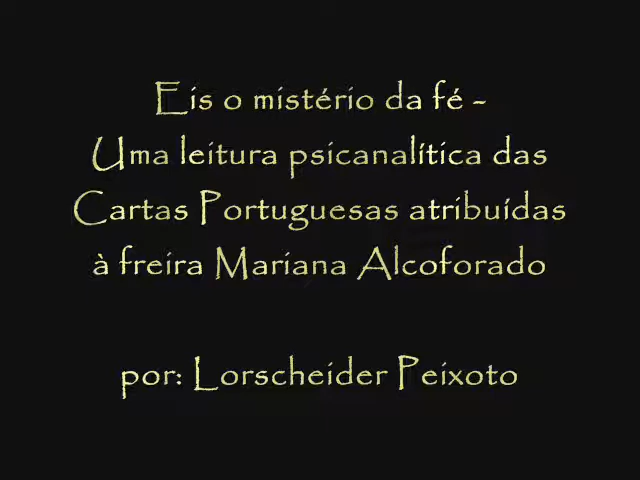 Eis o mistério da fé -
Uma leitura psicanalítica das
Cartas Portuguesas atribuídas
à freira Mariana Alcoforado
por: Lorscheider Peixoto